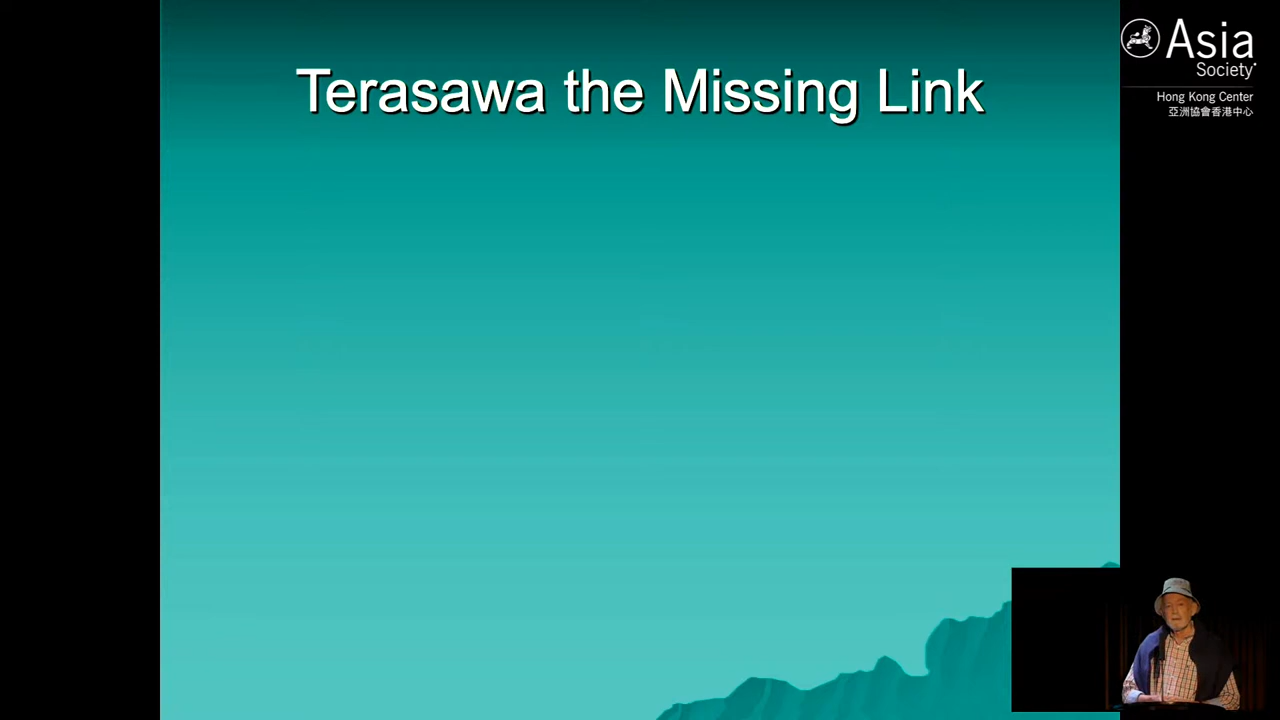 Terasawa the Missing Link
Asia
Society
Hong Kong Center
亞洲協會香港中心